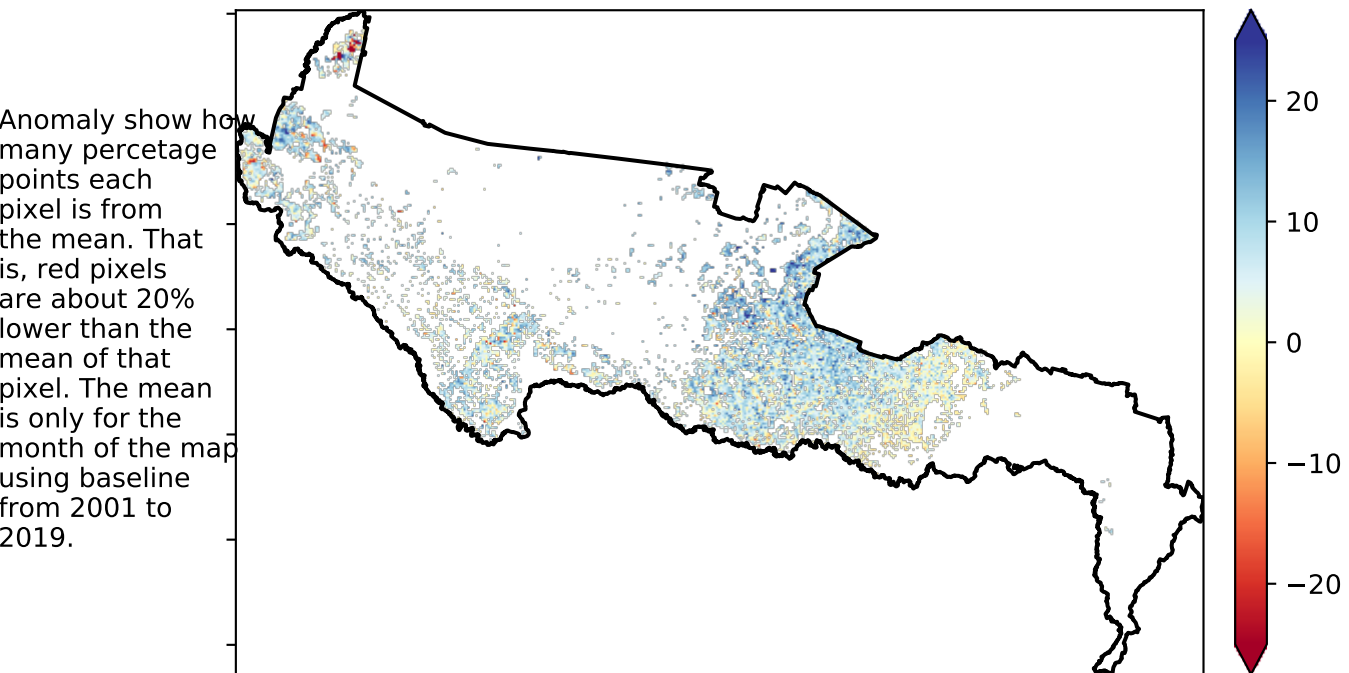 Anomaly show how
many percetage
points each
pixel is from
the mean. That
is, red pixels
are about 20%
lower than the
mean of that
pixel. The mean
is only for the
month of the map
using baseline
from 2001 to
2019.
20
10
0
−10
−20